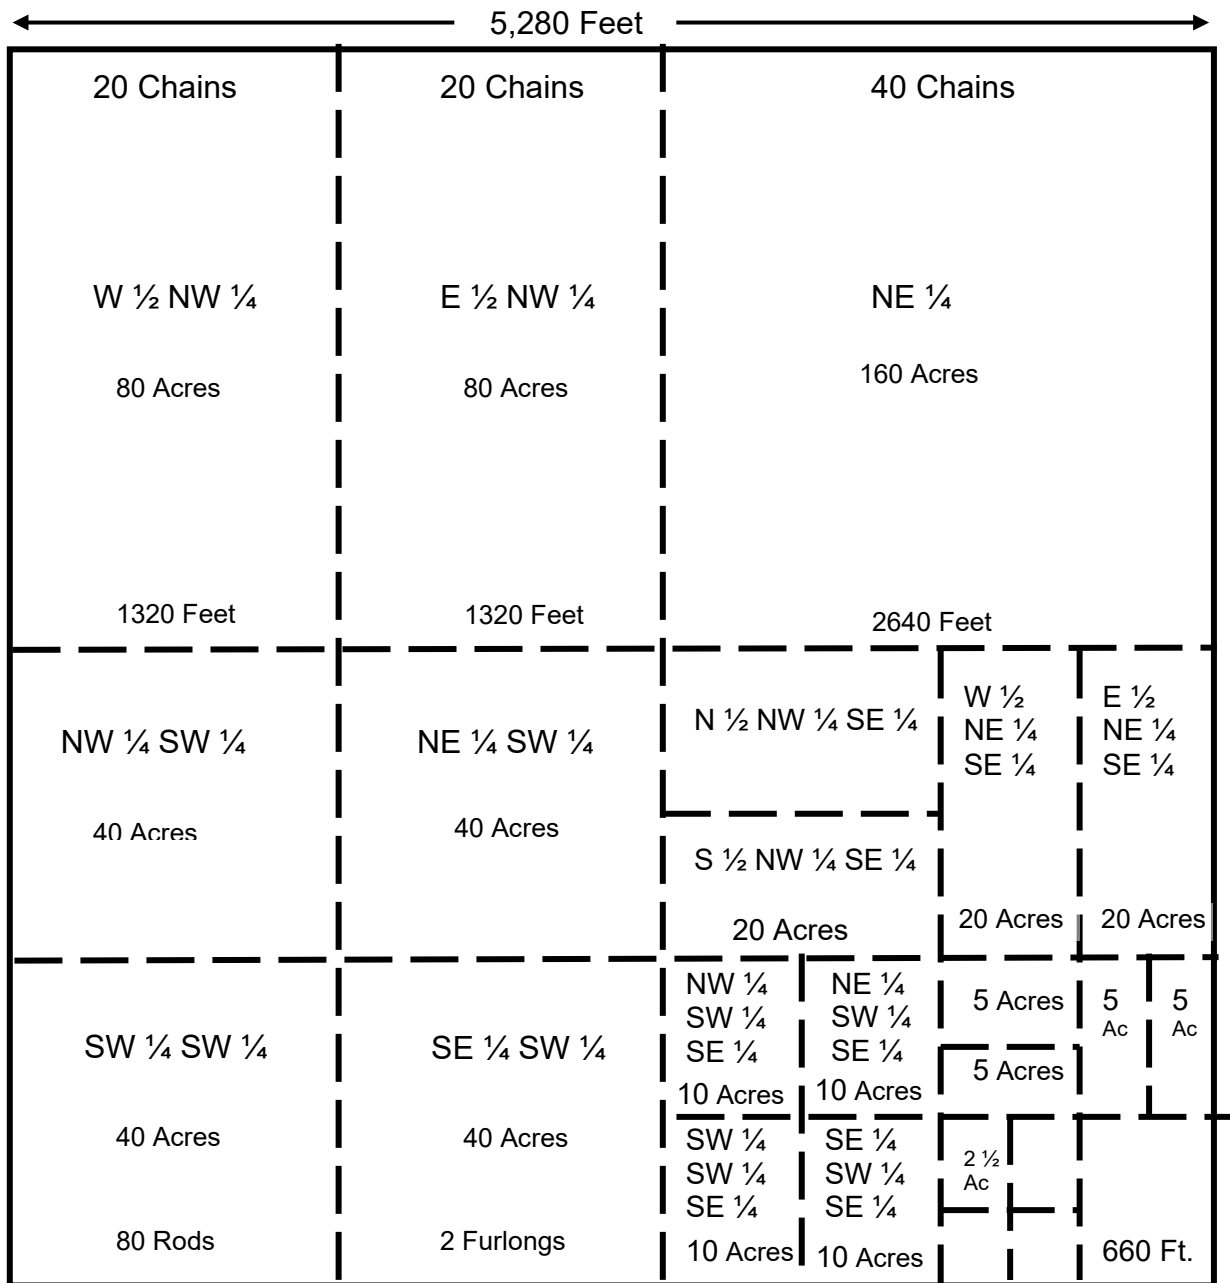 5,280 Feet
20 Chains
20 Chains
40 Chains
W ½ NW ¼
E ½ NW ¼
NE ¼
80 Acres
80 Acres
160 Acres
1320 Feet
1320 Feet
2640 Feet
NW ¼ SW ¼
NE ¼ SW ¼
N ½ NW ¼ SE ¼
W ½
NE ¼
SE ¼
E ½
NE ¼
SE ¼
40 Acres
40 Acres
S ½ NW ¼ SE ¼
20 Acres
20 Acres
20 Acres
SW ¼ SW ¼
SE ¼ SW ¼
NW ¼
SW ¼
SE ¼
10 Acres
NE ¼
SW ¼
SE ¼
10 Acres
5 Acres
5 Acres
5
Ac
5
Ac
40 Acres
40 Acres
SW ¼
SW ¼
SE ¼
10 Acres
SE ¼
SW ¼
SE ¼
10 Acres
2 ½
Ac
80 Rods
2 Furlongs
660 Ft.